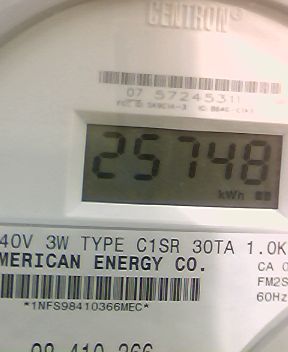 CENTRON®
07 57245311
25748
kWh
40V 3W TYPE C1SR 30TA 1.0K
MERICAN ENERGY CO.
CA 0
FM2S
60Hz
*1NFS98410366MEC*
98 410 366